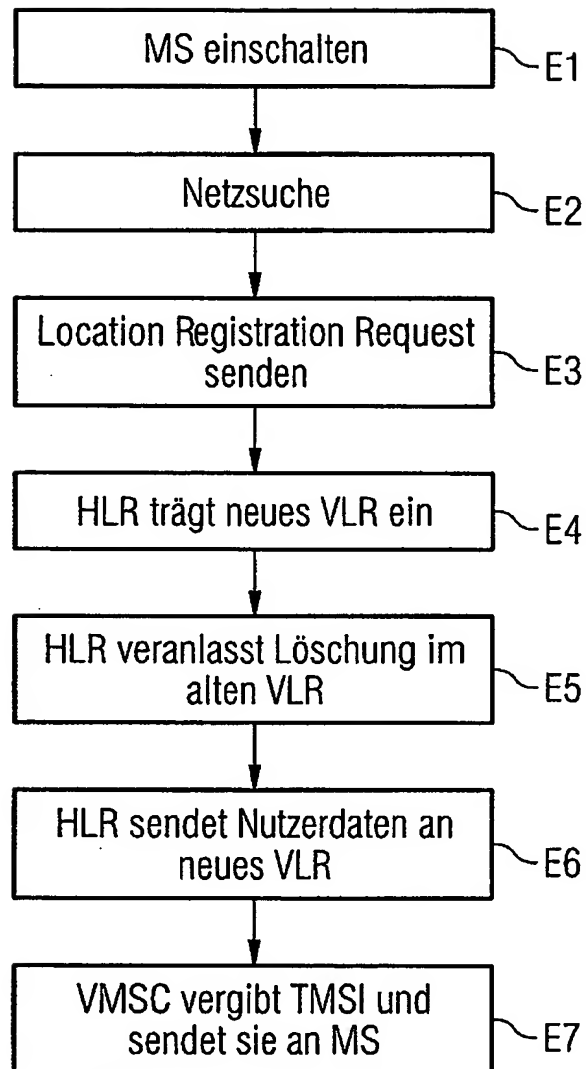 MS einschalten
E1
Netzsuche
E2
Location Registration Request
senden
E3
HLR trägt neues VLR ein
E4
HLR veranlasst Löschung im
alten VLR
E5
HLR sendet Nutzerdaten an
neues VLR
E6
VMSC vergibt TMSI und
sendet sie an MS
E7